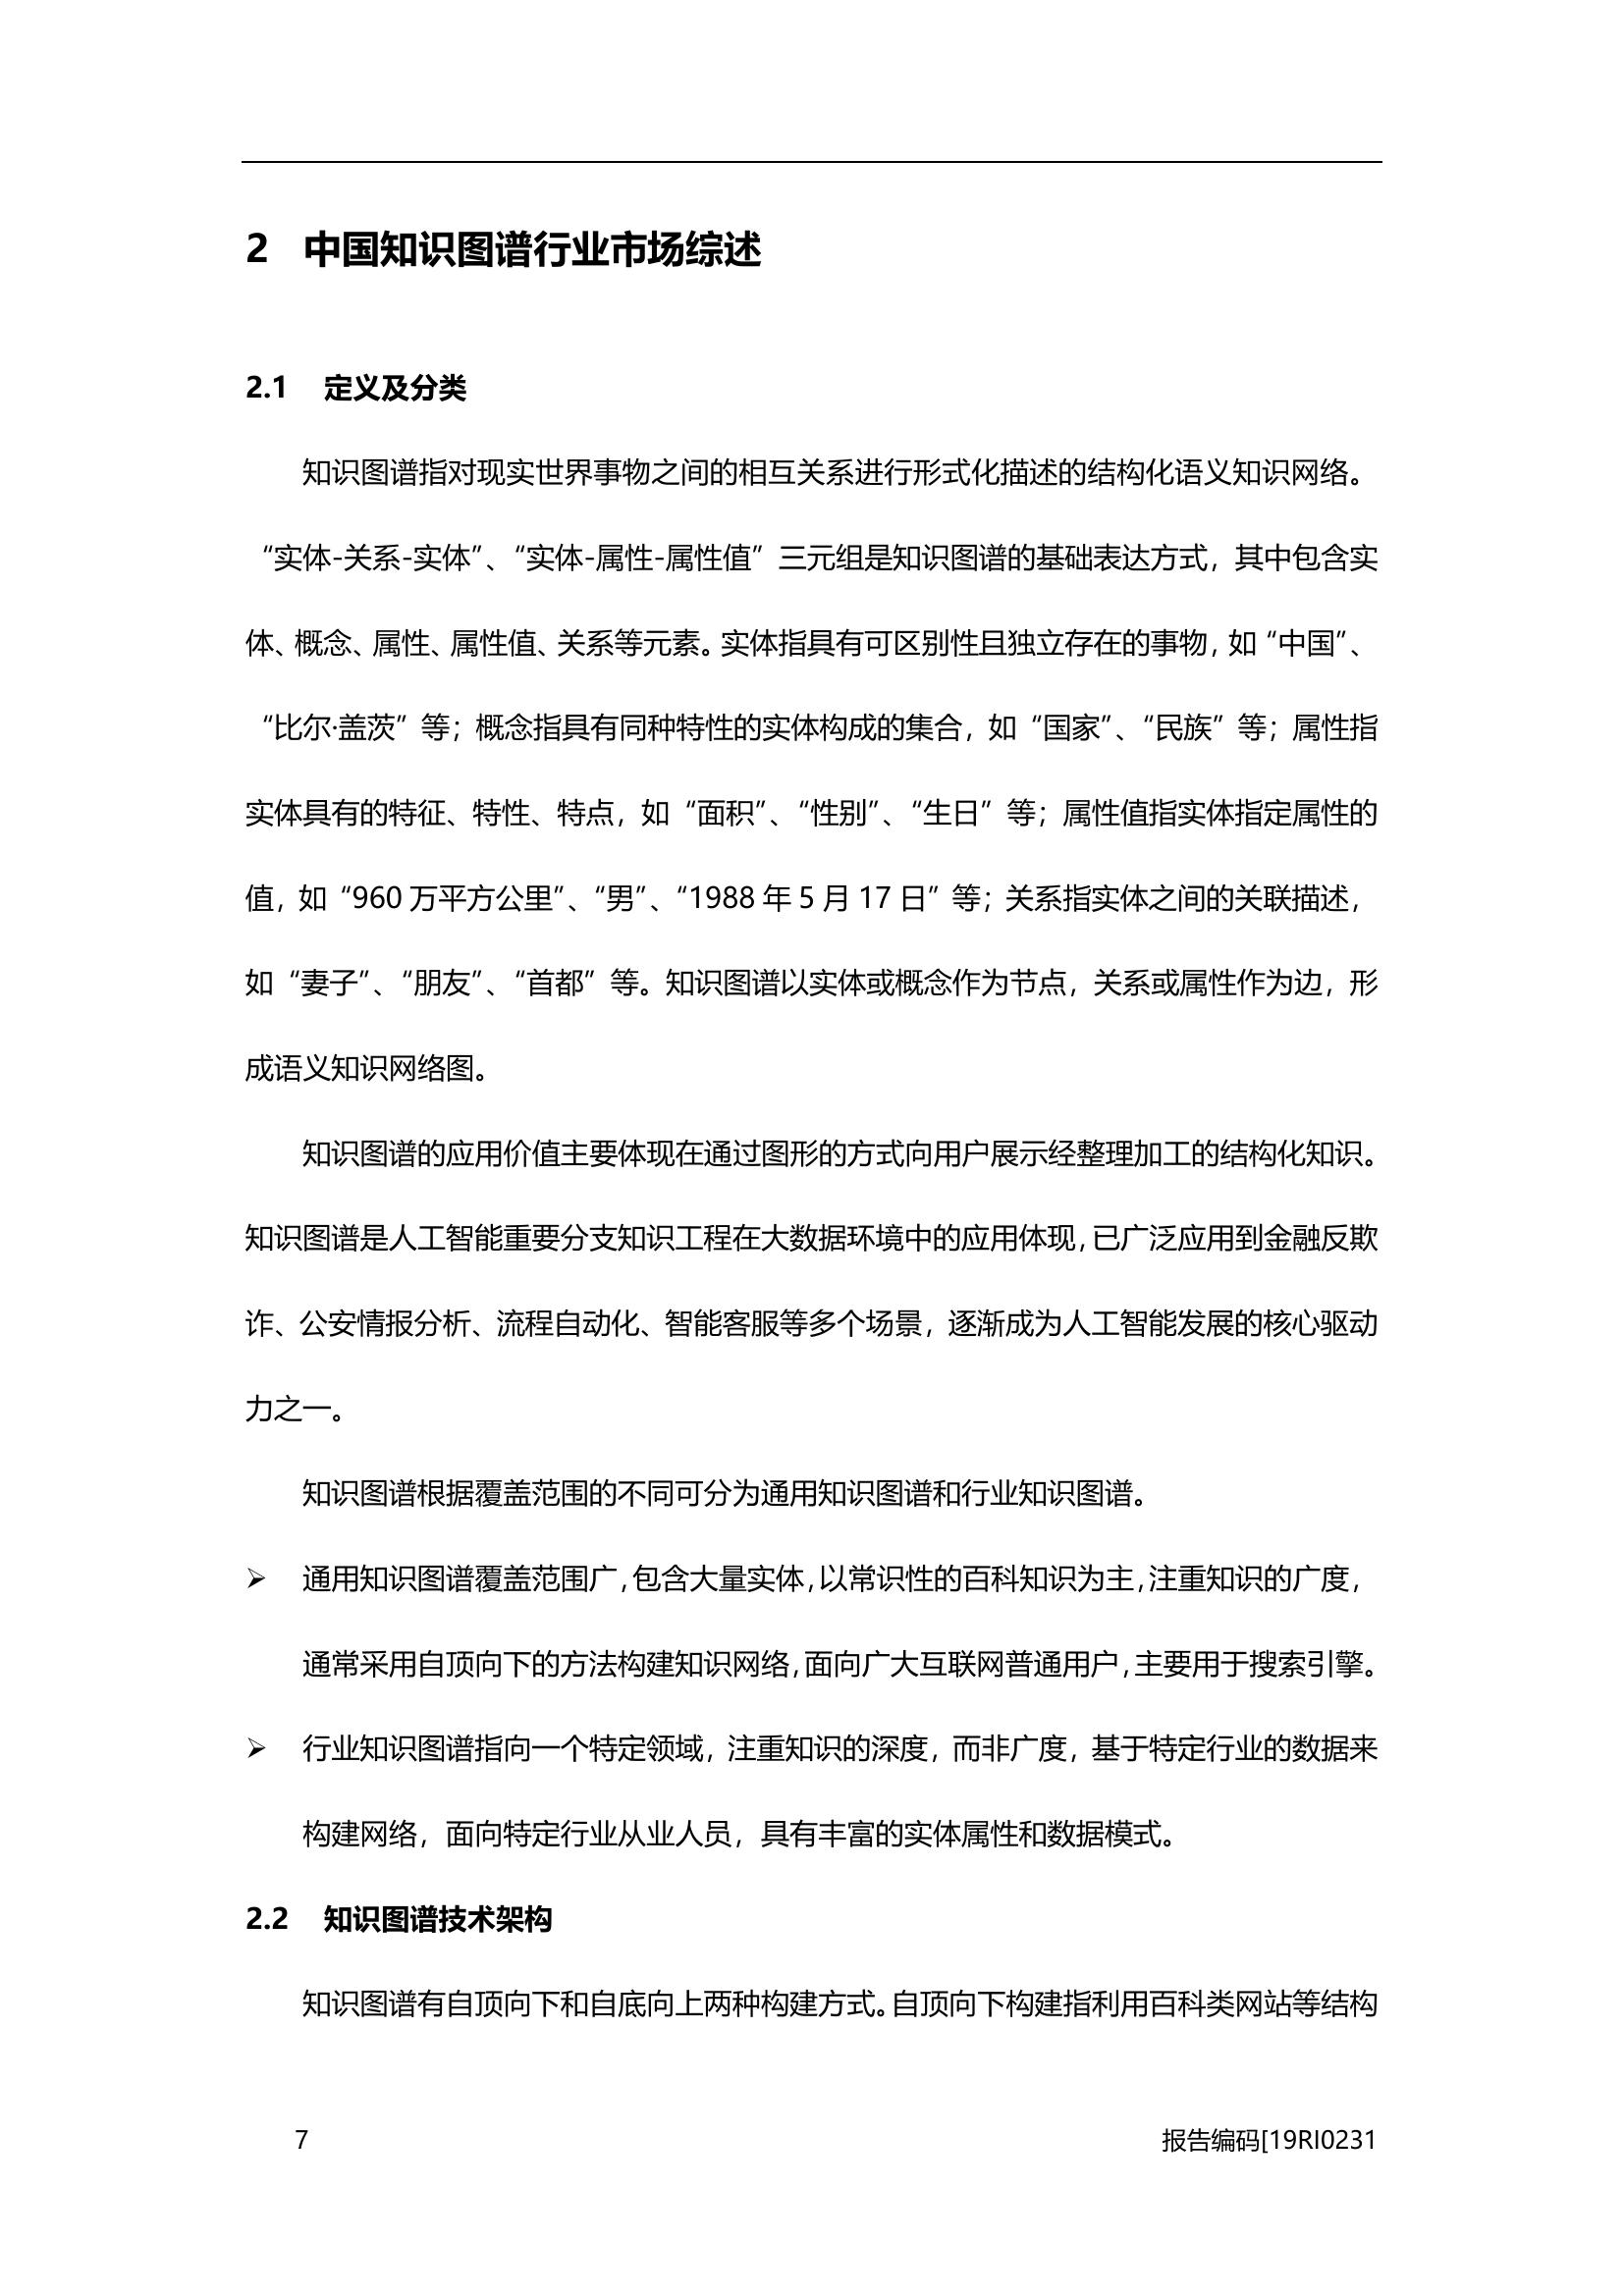 2 中国知识图谱行业市场综述
2.1 定义及分类
知识图谱指对现实世界事物之间的相互关系进行形式化描述的结构化语义知识网络。
“实体-关系-实体”、“实体-属性-属性值”三元组是知识图谱的基础表达方式，其中包含实
体、概念、属性、属性值、关系等元素。实体指具有可区别性且独立存在的事物，如“中国”、
“比尔·盖茨”等；概念指具有同种特性的实体构成的集合，如“国家”、“民族”等；属性指
实体具有的特征、特性、特点，如“面积”、“性别”、“生日”等；属性值指实体指定属性的
值，如“960 万平方公里”、“男”、“1988 年 5 月 17 日”等；关系指实体之间的关联描述，
如“妻子”、“朋友”、“首都”等。知识图谱以实体或概念作为节点，关系或属性作为边，形
成语义知识网络图。
知识图谱的应用价值主要体现在通过图形的方式向用户展示经整理加工的结构化知识。
知识图谱是人工智能重要分支知识工程在大数据环境中的应用体现，已广泛应用到金融反欺
诈、公安情报分析、流程自动化、智能客服等多个场景，逐渐成为人工智能发展的核心驱动
力之一。
知识图谱根据覆盖范围的不同可分为通用知识图谱和行业知识图谱。
➢ 通用知识图谱覆盖范围广，包含大量实体，以常识性的百科知识为主，注重知识的广度，
通常采用自顶向下的方法构建知识网络，面向广大互联网普通用户，主要用于搜索引擎。
➢ 行业知识图谱指向一个特定领域，注重知识的深度，而非广度，基于特定行业的数据来
构建网络，面向特定行业从业人员，具有丰富的实体属性和数据模式。
2.2 知识图谱技术架构
知识图谱有自顶向下和自底向上两种构建方式。自顶向下构建指利用百科类网站等结构
7 报告编码[19RI0231